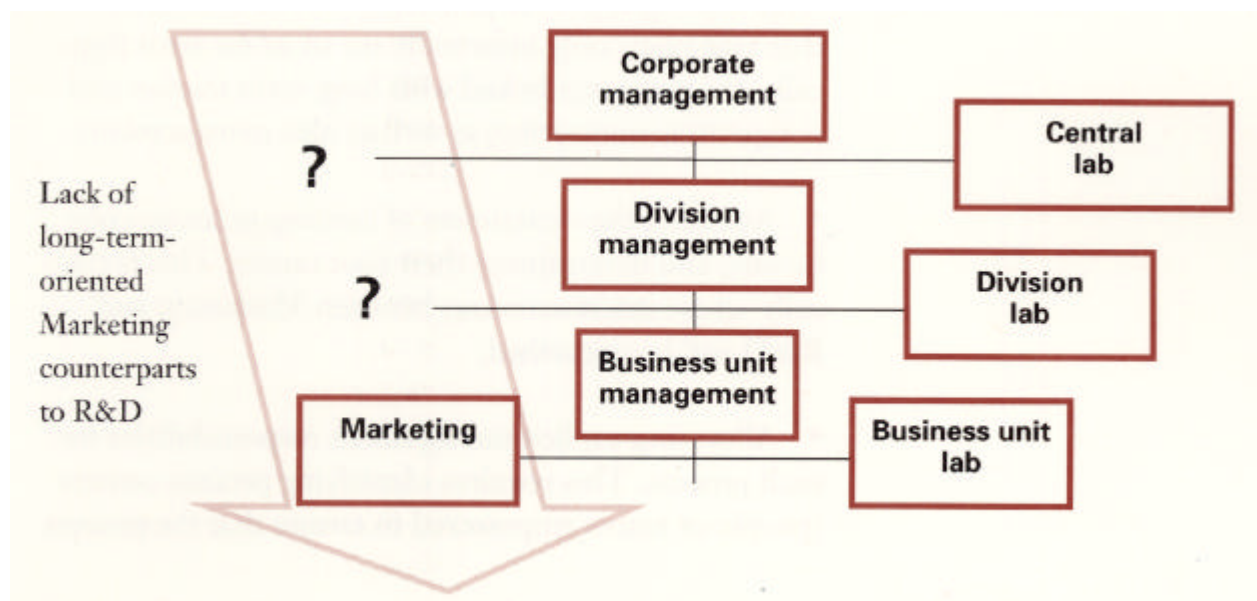 Corporate
management
Central
lab
?
Lack of
long-term-
oriented
Marketing
counterparts
to R&D
Division
management
Division
lab
?
Business unit
management
Marketing
Business unit
lab